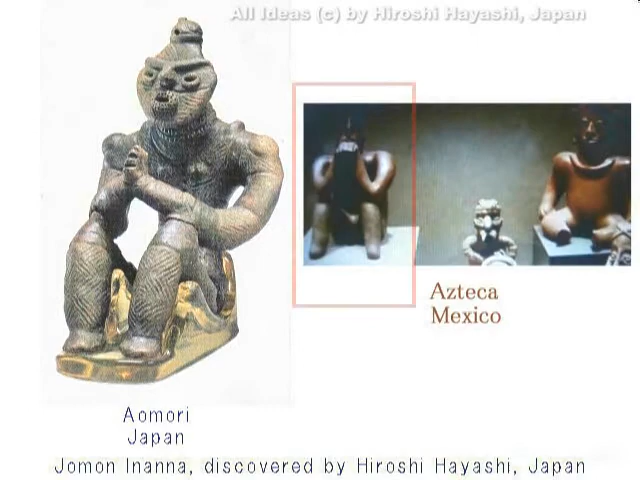 All Ideas (c) by Hiroshi Hayashi, Japan
Azteca
Mexico
Aomori
Japan
Jomon Inanna, discovered by Hiroshi Hayashi, Japan